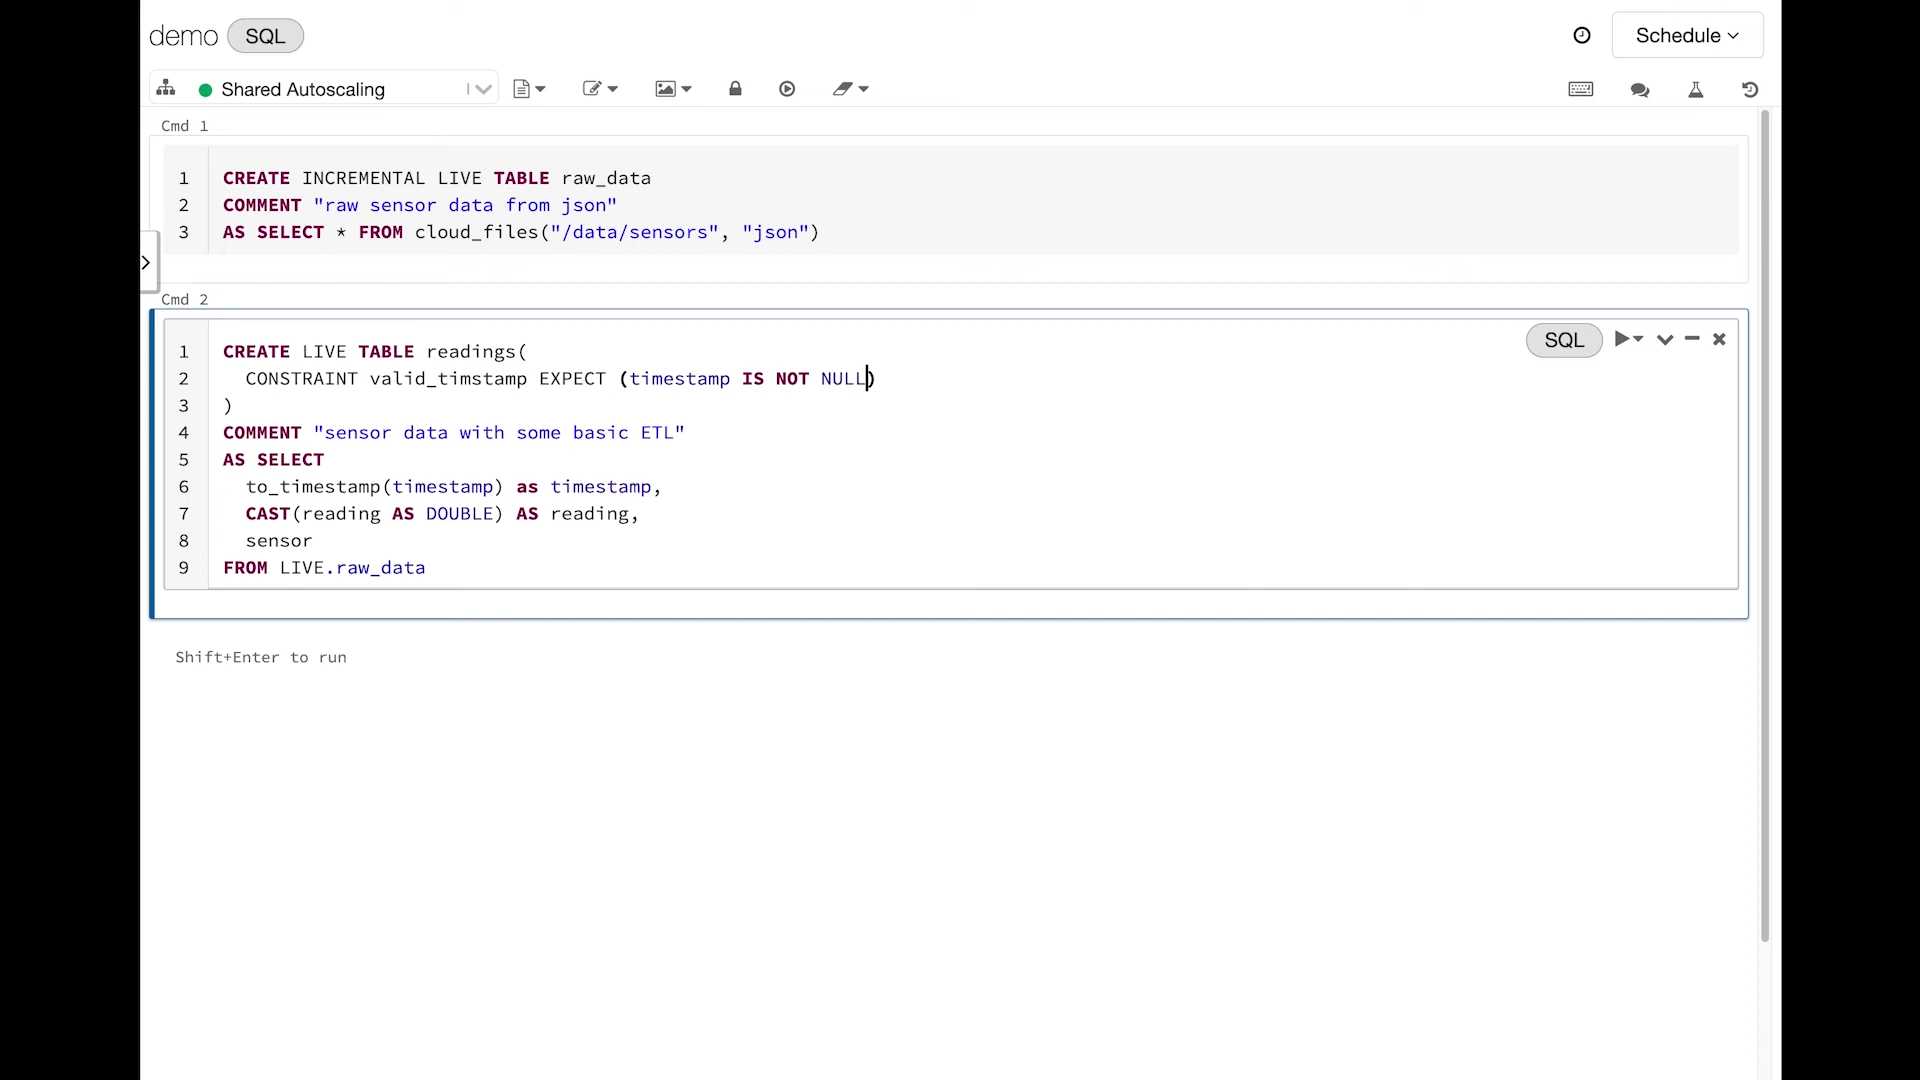 demo SQL
Schedule
Shared Autoscaling
Cmd 1
1 CREATE INCREMENTAL LIVE TABLE raw_data
2 COMMENT "raw sensor data from json"
3 AS SELECT * FROM cloud_files("/data/sensors", "json")
Cmd 2
SQL
1 CREATE LIVE TABLE readings(
2 CONSTRAINT valid_timstamp EXPECT (timestamp IS NOT NULL)
3 )
4 COMMENT "sensor data with some basic ETL"
5 AS SELECT
6 to_timestamp(timestamp) as timestamp,
7 CAST(reading AS DOUBLE) AS reading,
8 sensor
9 FROM LIVE.raw_data
Shift+Enter to run